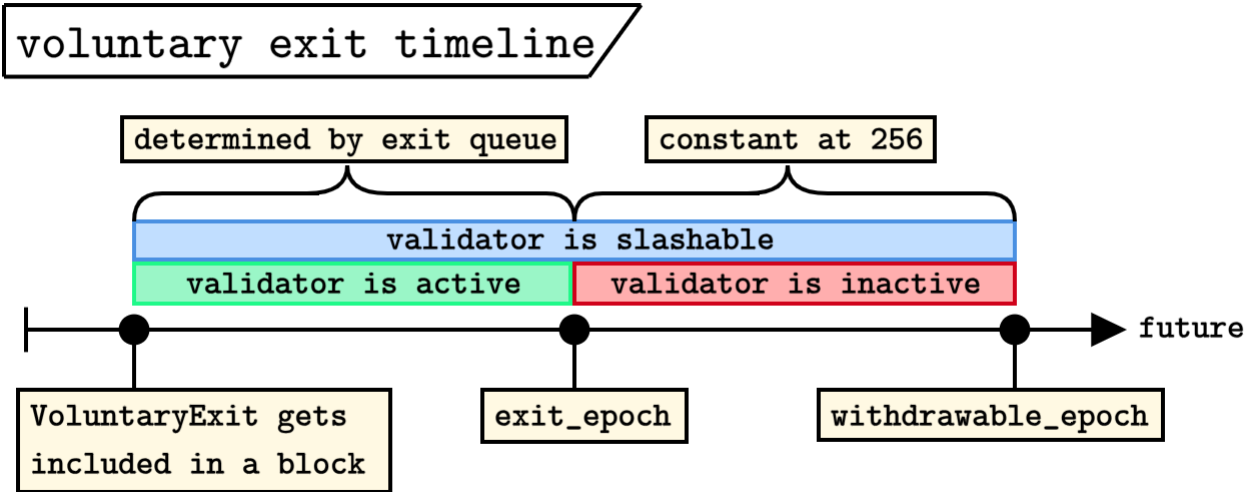 voluntary exit timeline
determined by exit queue
constant at 256
validator is slashable
validator is active
validator is inactive
future
VoluntaryExit gets
included in a block
exit_epoch
withdrawable_epoch